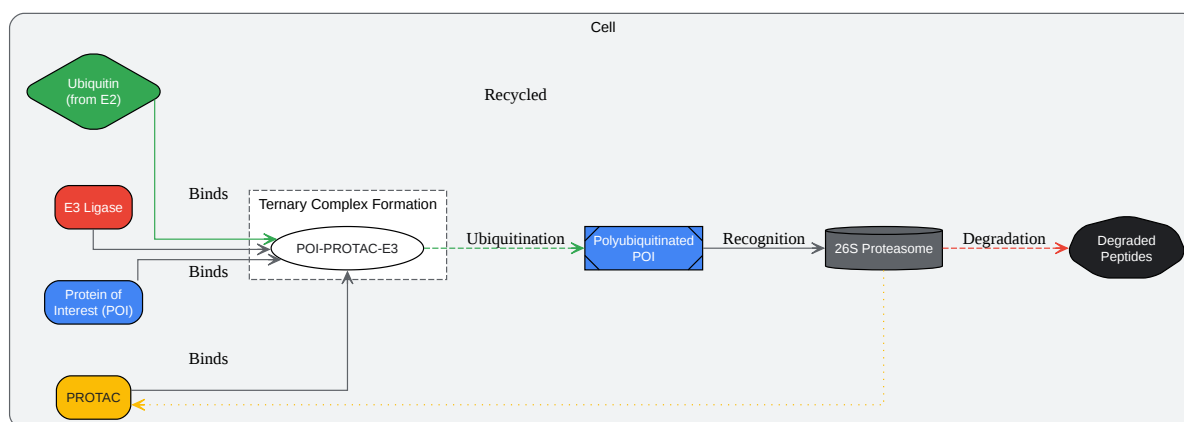 Cell
Ubiquitin
(from E2)
Recycled
Binds
E3 Ligase
Ternary Complex Formation
POI-PROTAC-E3
Ubiquitination
Polyubiquitinated
POI
Recognition
26S Proteasome
Degradation
Degraded
Peptides
Binds
Protein of
Interest (POI)
Binds
PROTAC